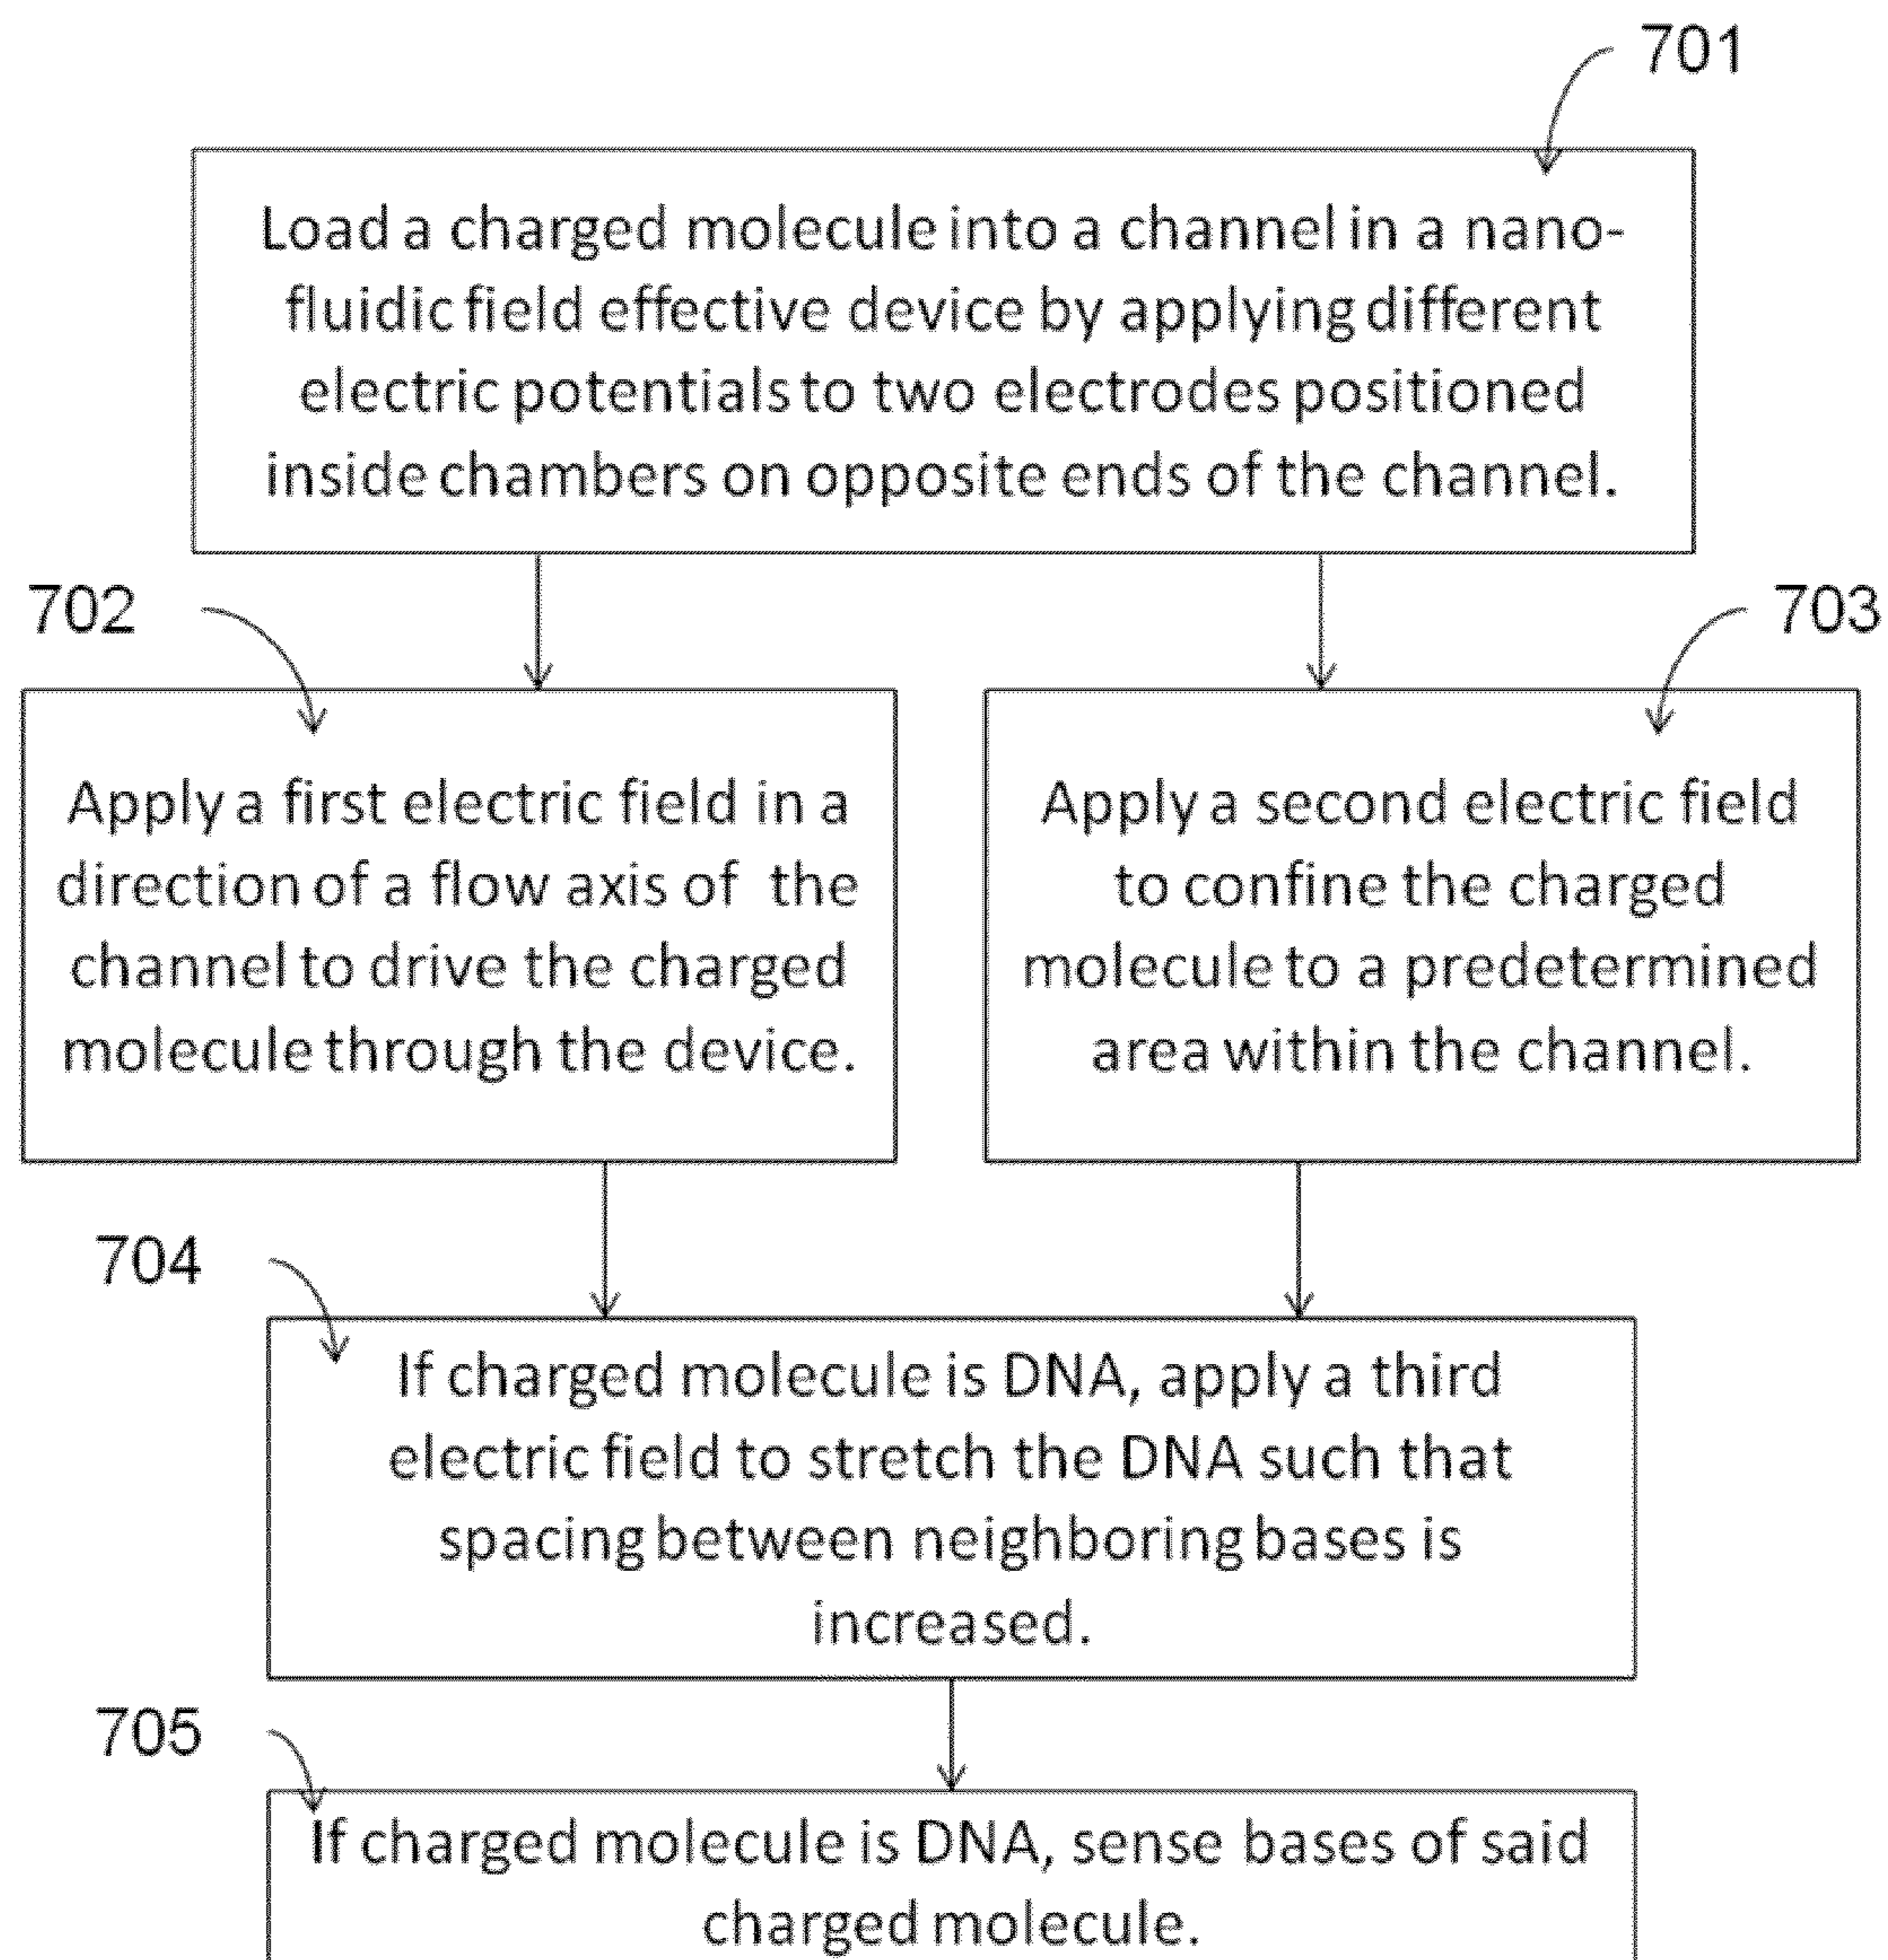 701
Load a charged molecule into a channel in a nano-
fluidic field effective device by applying different
electric potentials to two electrodes positioned
inside chambers on opposite ends of the channel.
702
703
Apply a first electric field in a
direction of a flow axis of the
channel to drive the charged
molecule through the device.
Apply a second electric field
to confine the charged
molecule to a predetermined
area within the channel.
704
If charged molecule is DNA, apply a third
electric field to stretch the DNA such that
spacing between neighboring bases is
increased.
705
If charged molecule is DNA, sense bases of said
charged molecule.